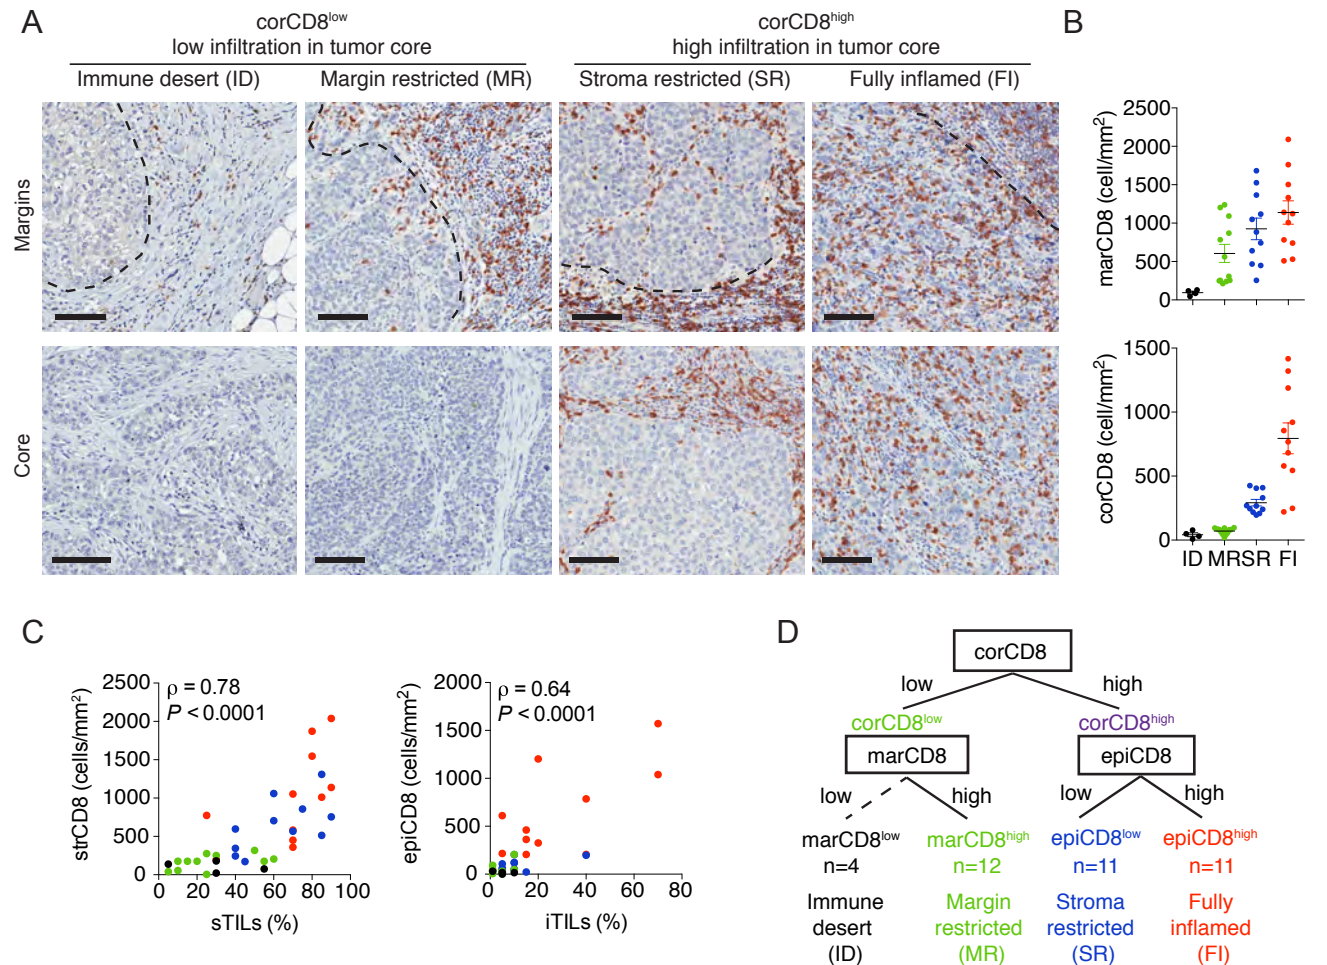 A
corCD8low
low infiltration in tumor core
corCD8high
high infiltration in tumor core
Immune desert (ID)
Margin restricted (MR)
Stroma restricted (SR)
Fully inflamed (FI)
Margins
Core
B
marCD8 (cell/mm2)
2500
2000
1500
1000
500
0
corCD8 (cell/mm2)
1500
1000
500
0
ID MR SR FI
C
strCD8 (cells/mm2)
2500
2000
1500
1000
500
0
ρ = 0.78
P < 0.0001
0 20 40 60 80 100
sTILs (%)
epiCD8 (cells/mm2)
2000
1500
1000
500
0
ρ = 0.64
P < 0.0001
0 20 40 60 80
iTILs (%)
D
corCD8
low high
corCD8low corCD8high
marCD8 epiCD8
low high low high
marCD8low marCD8high epiCD8low epiCD8high
n=4 n=12 n=11 n=11
Immune Margin Stroma Fully
desert restricted restricted inflamed
(ID) (MR) (SR) (FI)